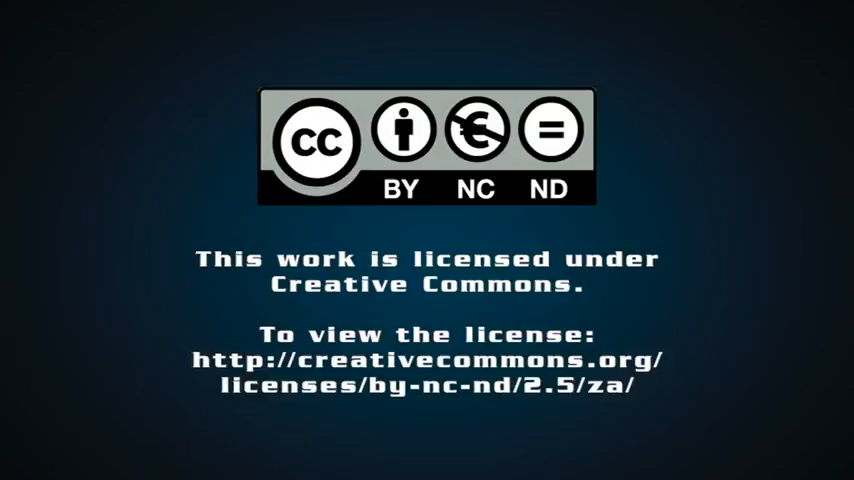 CC
BY NC ND
This work is licensed under
Creative Commons.
To view the license:
http://creativecommons.org/
licenses/by-nc-nd/2.5/za/